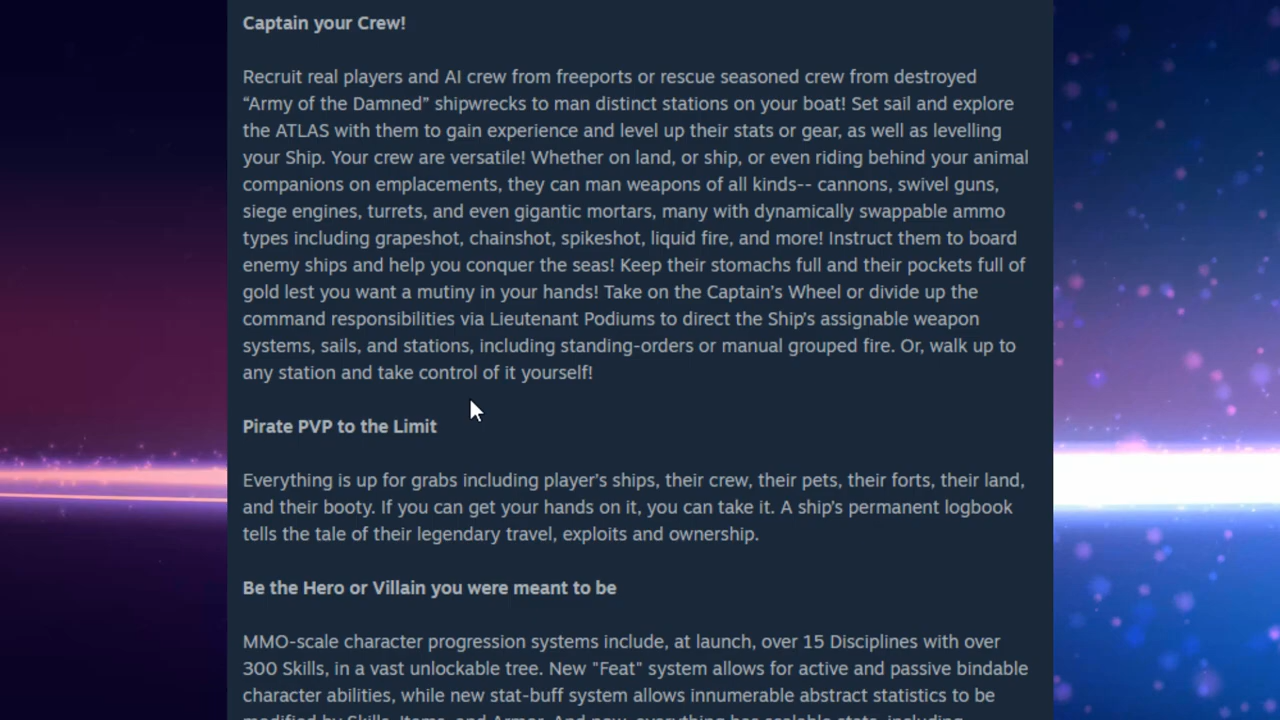 Captain your Crew!
Recruit real players and AI crew from freeports or rescue seasoned crew from destroyed
“Army of the Damned” shipwrecks to man distinct stations on your boat! Set sail and explore
the ATLAS with them to gain experience and level up their stats or gear, as well as levelling
your Ship. Your crew are versatile! Whether on land, or ship, or even riding behind your animal
companions on emplacements, they can man weapons of all kinds-- cannons, swivel guns,
siege engines, turrets, and even gigantic mortars, many with dynamically swappable ammo
types including grapeshot, chainshot, spikeshot, liquid fire, and more! Instruct them to board
enemy ships and help you conquer the seas! Keep their stomachs full and their pockets full of
gold lest you want a mutiny in your hands! Take on the Captain’s Wheel or divide up the
command responsibilities via Lieutenant Podiums to direct the Ship’s assignable weapon
systems, sails, and stations, including standing-orders or manual grouped fire. Or, walk up to
any station and take control of it yourself!
Pirate PVP to the Limit
Everything is up for grabs including player’s ships, their crew, their pets, their forts, their land,
and their booty. If you can get your hands on it, you can take it. A ship’s permanent logbook
tells the tale of their legendary travel, exploits and ownership.
Be the Hero or Villain you were meant to be
MMO-scale character progression systems include, at launch, over 15 Disciplines with over
300 Skills, in a vast unlockable tree. New "Feat" system allows for active and passive bindable
character abilities, while new stat-buff system allows innumerable abstract statistics to be
modified by Skills, Items, and Armor. And now, everything has scalable stats, including